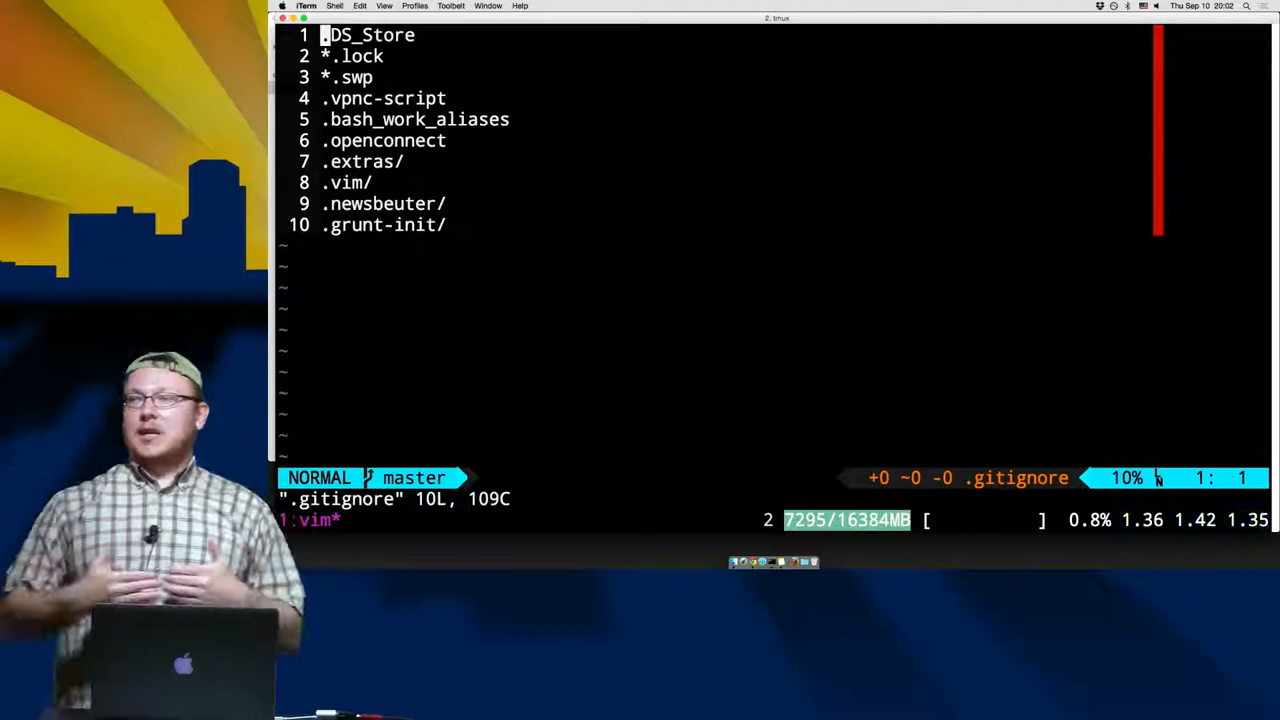 iTerm Shell Edit View Profiles Toolbelt Window Help Thu Sep 10 20:02
2. tmux
1 .DS_Store
2 *.lock
3 *.swp
4 .vpnc-script
5 .bash_work_aliases
6 .openconnect
7 .extras/
8 .vim/
9 .newsbeuter/
10 .grunt-init/
~
~
~
~
~
~
~
~
~
~
~
NORMAL master +0 ~0 -0 .gitignore 10% LN 1: 1
".gitignore" 10L, 109C
1:vim* 2 7295/16384MB [ ] 0.8% 1.36 1.42 1.35